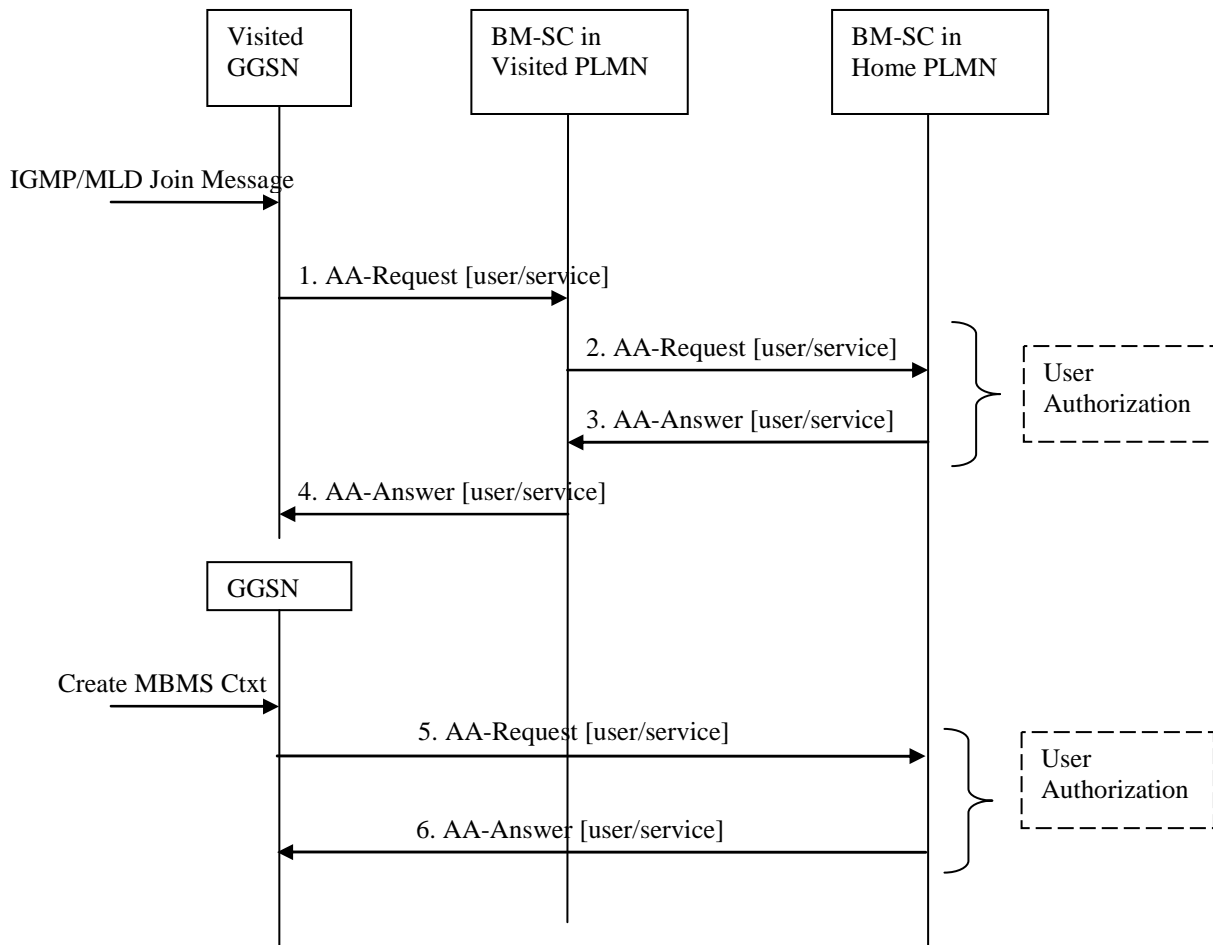 Visited
GGSN
BM-SC in
Visited PLMN
BM-SC in
Home PLMN
IGMP/MLD Join Message
1. AA-Request [user/service]
2. AA-Request [user/service]
User
Authorization
3. AA-Answer [user/service]
4. AA-Answer [user/service]
GGSN
Create MBMS Ctxt
5. AA-Request [user/service]
User
Authorization
6. AA-Answer [user/service]